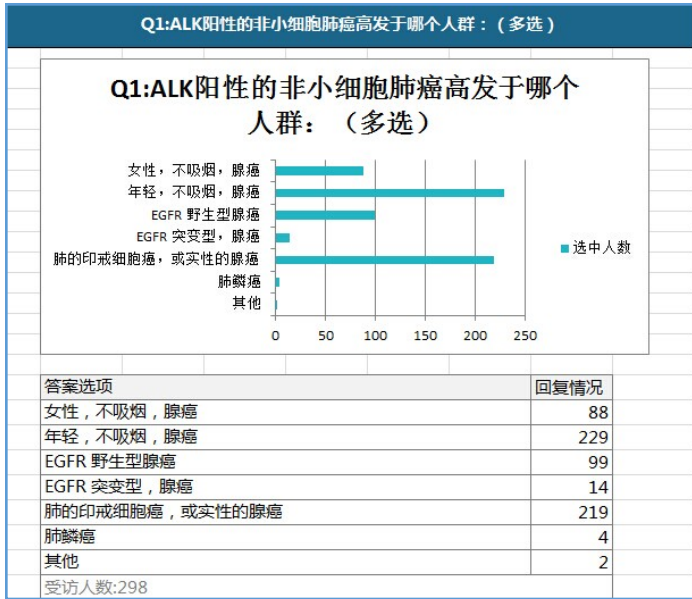 Q1:ALK阳性的非小细胞肺癌高发于哪个人群：（多选）
Q1:ALK阳性的非小细胞肺癌高发于哪个
人群：（多选）
女性，不吸烟，腺癌
年轻，不吸烟，腺癌
EGFR 野生型腺癌
EGFR 突变型，腺癌
肺的印戒细胞癌，或实性的腺癌
肺鳞癌
其他
选中人数
0 50 100 150 200 250
答案选项 回复情况
女性，不吸烟，腺癌 88
年轻，不吸烟，腺癌 229
EGFR 野生型腺癌 99
EGFR 突变型，腺癌 14
肺的印戒细胞癌，或实性的腺癌 219
肺鳞癌 4
其他 2
受访人数:298